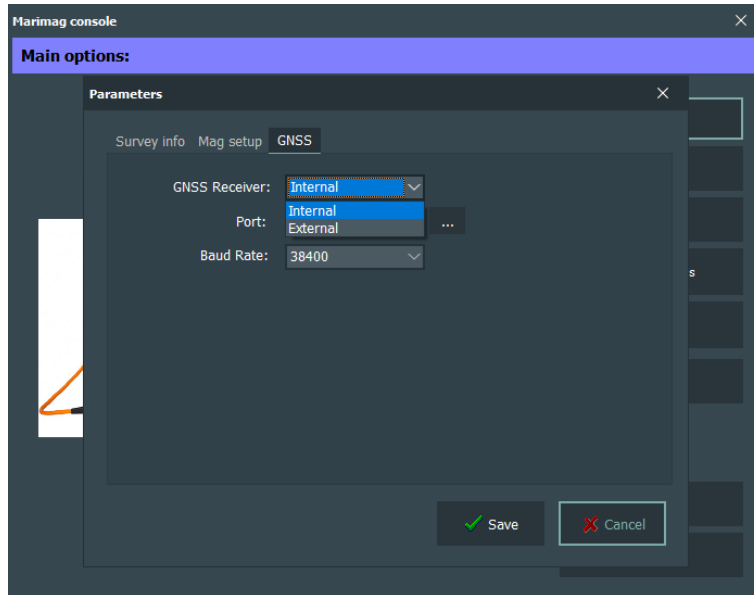 Marimag console
Main options:
Parameters
Survey info Mag setup GNSS
GNSS Receiver: Internal
Internal
Port: ...
External
Baud Rate: 38400
s
Save Cancel